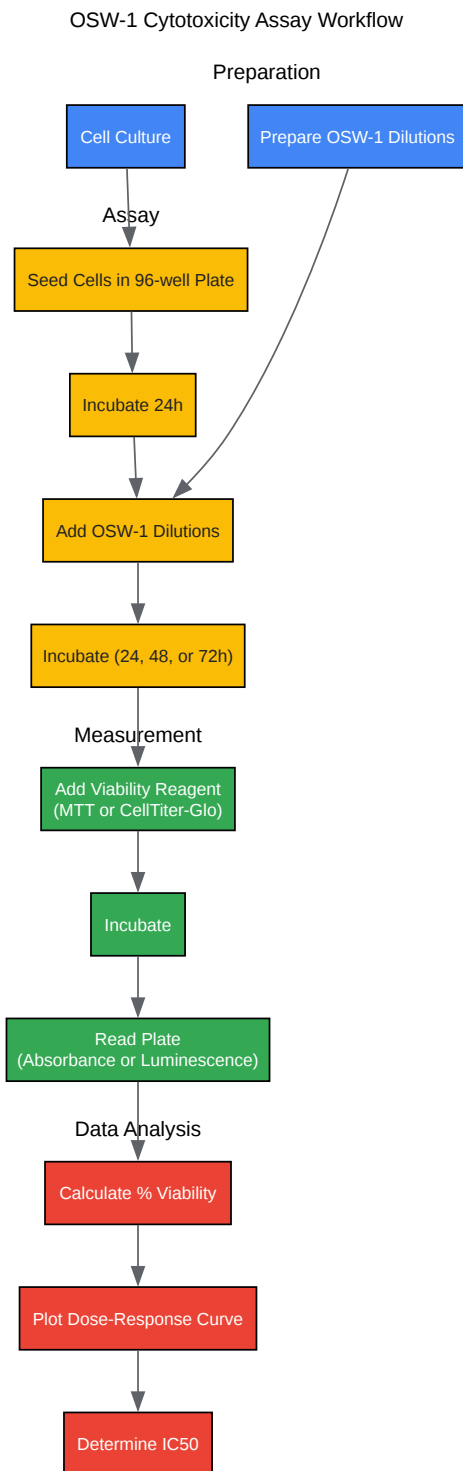 OSW-1 Cytotoxicity Assay Workflow
Preparation
Cell Culture
Prepare OSW-1 Dilutions
Assay
Seed Cells in 96-well Plate
Incubate 24h
Add OSW-1 Dilutions
Incubate (24, 48, or 72h)
Measurement
Add Viability Reagent
(MTT or CellTiter-Glo)
Incubate
Read Plate
(Absorbance or Luminescence)
Data Analysis
Calculate % Viability
Plot Dose-Response Curve
Determine IC50